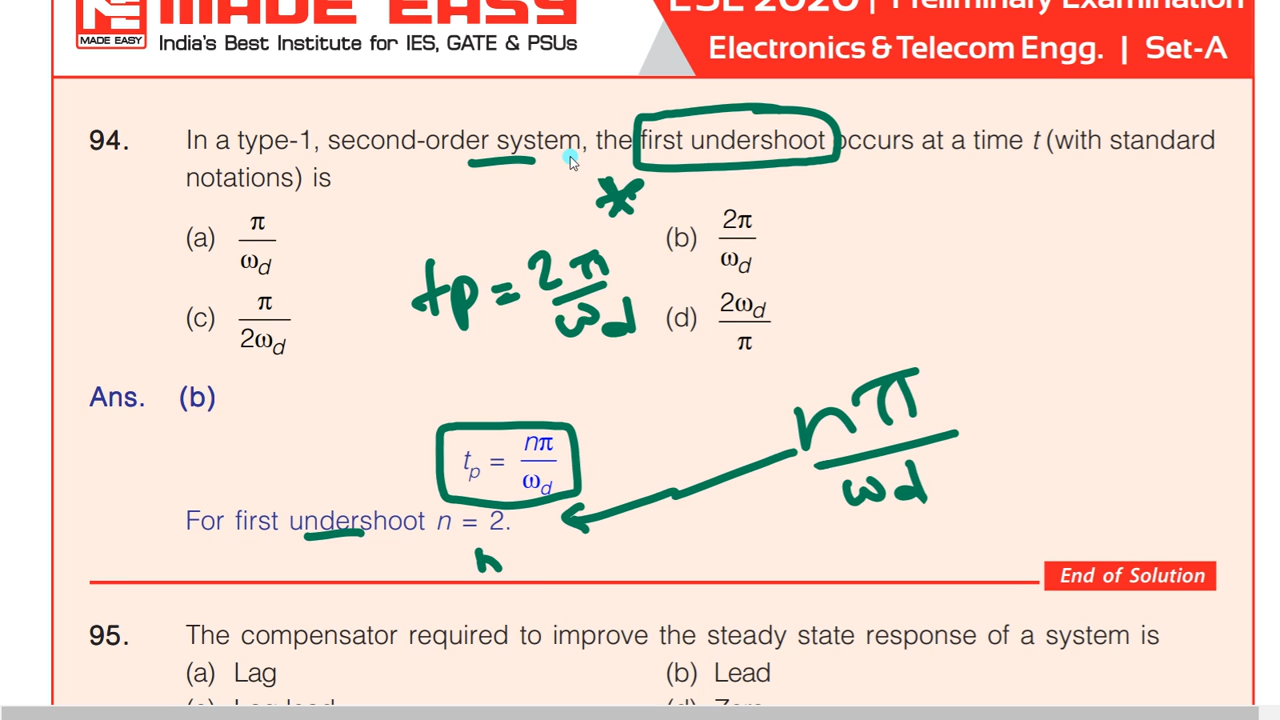 MADE EASY
MADE EASY
India's Best Institute for IES, GATE & PSUs
ESE 2020 | Preliminary Examination
Electronics & Telecom Engg. | Set-A
94. In a type-1, second-order system, the first undershoot occurs at a time t (with standard
notations) is
(a) π/ω_d
(b) 2π/ω_d
(c) π/2ω_d
(d) 2ω_d/π
tp = 2π/ωd
Ans. (b)
t_p = nπ/ω_d
nπ/ωd
For first undershoot n = 2.
n
End of Solution
95. The compensator required to improve the steady state response of a system is
(a) Lag
(b) Lead